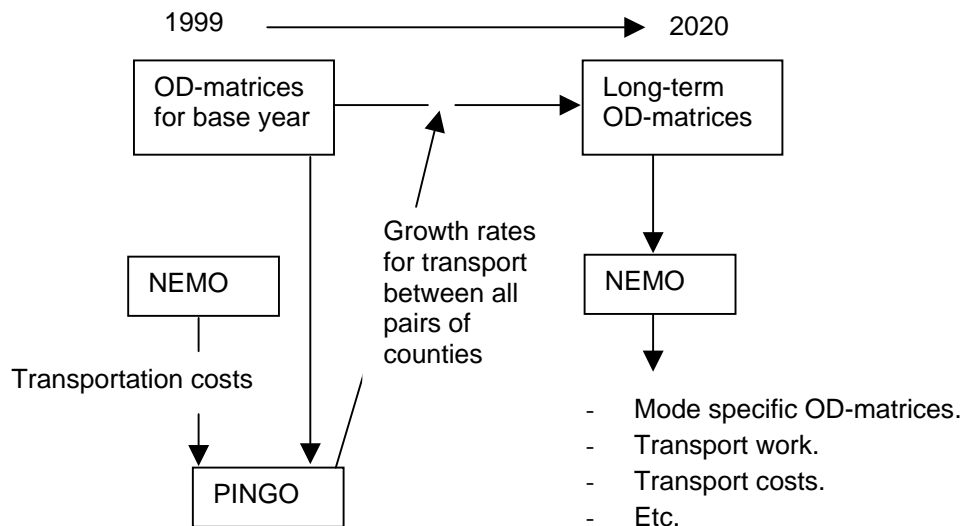 1999
2020
OD-matrices
for base year
Long-term
OD-matrices
Growth rates
for transport
between all
pairs of
counties
NEMO
NEMO
Transportation costs
PINGO
- Mode specific OD-matrices.
- Transport work.
- Transport costs.
- Etc.